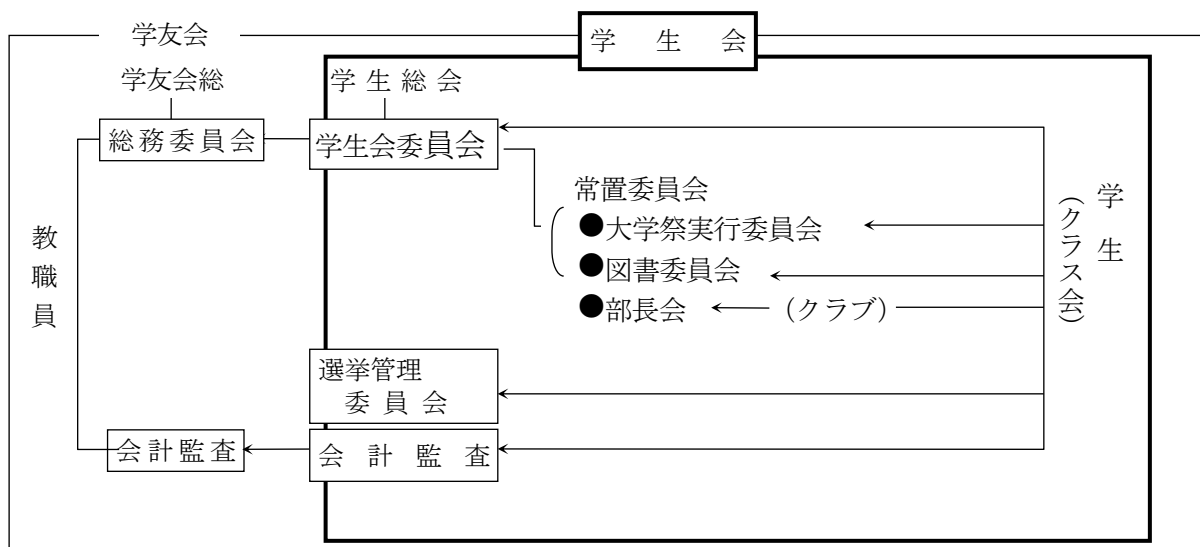 学友会
学生会
学友会総
学生総会
総務委員会
学生会委員会
常置委員会
●大学祭実行委員会
●図書委員会
●部長会
(クラブ)
学生
(クラス会)
教職員
選挙管理
委員会
会計監査
会計監査